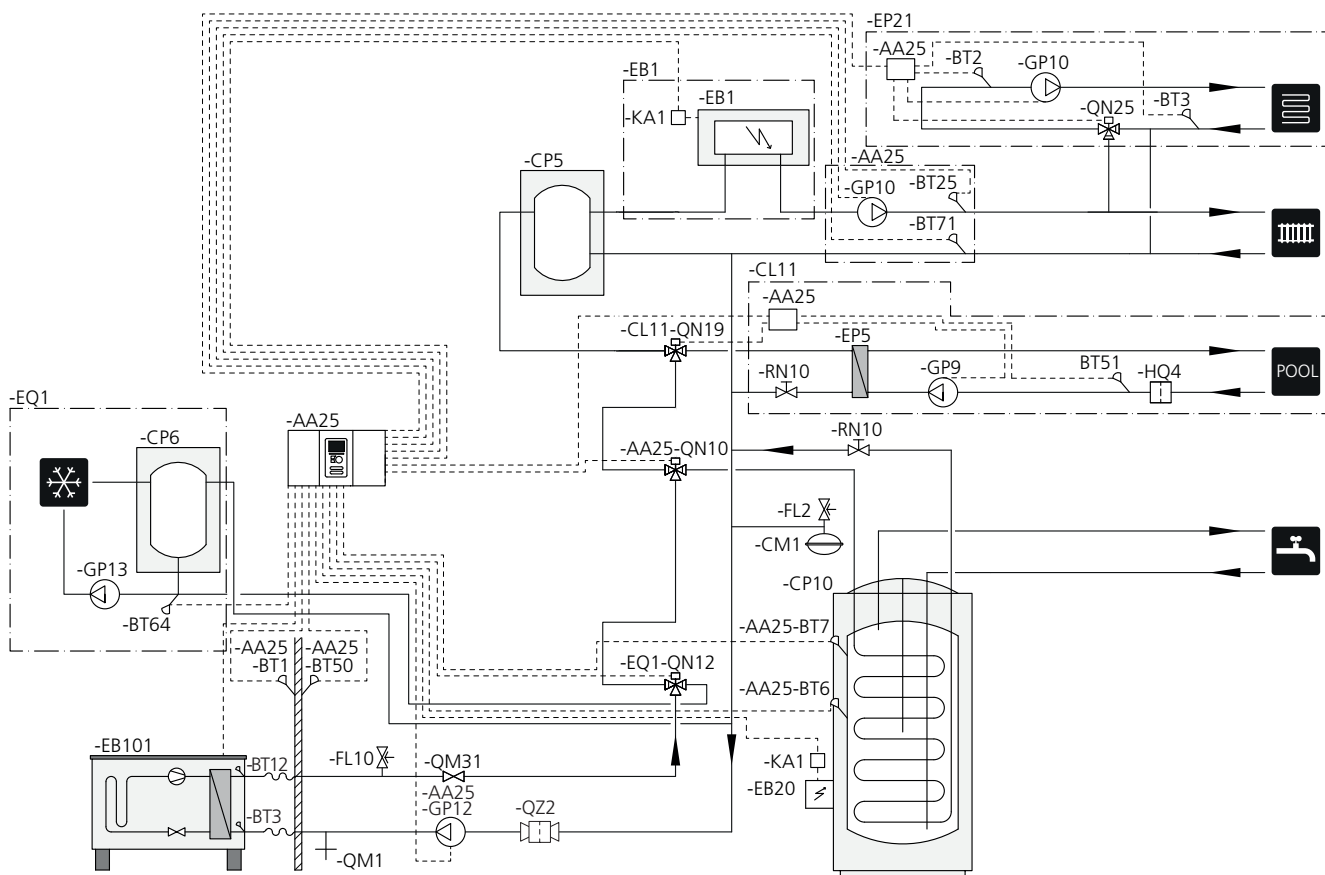 -EP21
-AA25
-BT2
-GP10
-EB1
-EB1
-QN25
-BT3
-KA1
-CP5
-AA25
-GP10
-BT25
-BT71
-CL11
-AA25
-CL11-QN19
-EP5
-RN10
-GP9
BT51
-HQ4
POOL
-EQ1
-AA25
-CP6
-AA25-QN10
-RN10
-FL2
-CM1
-GP13
-CP10
-BT64
-AA25
-BT1
-AA25
-BT50
-AA25-BT7
-EQ1-QN12
-AA25-BT6
-EB101
-BT12
-FL10
-QM31
-KA1
-EB20
-AA25
-GP12
-QZ2
-BT3
-QM1